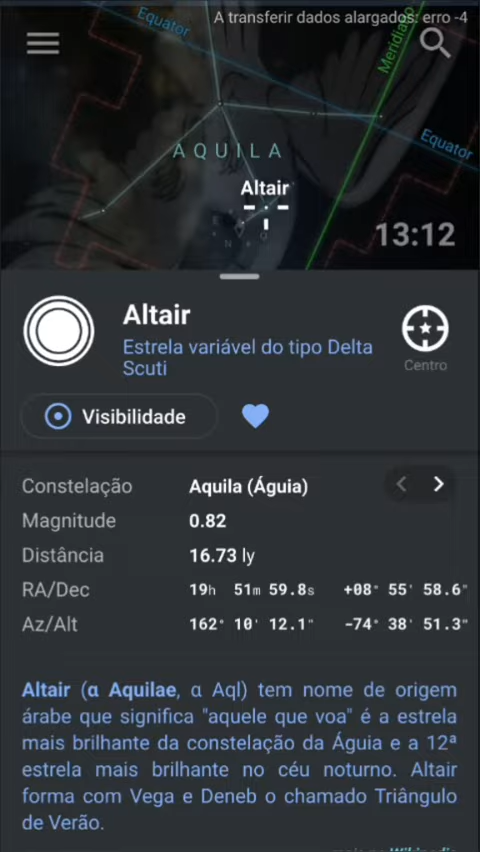 A transferir dados alargados: erro -4
Equator
Meridiano
Equator
AQUILA
Altair
N
O
13:12
Altair
Estrela variável do tipo Delta
Scuti
Centro
Visibilidade
Constelação Aquila (Águia)
Magnitude 0.82
Distância 16.73 ly
RA/Dec 19h 51m 59.8s +08° 55' 58.6"
Az/Alt 162° 10' 12.1" -74° 38' 51.3"
Altair (α Aquilae, α Aql) tem nome de origem
árabe que significa "aquele que voa" é a estrela
mais brilhante da constelação da Águia e a 12ª
estrela mais brilhante no céu noturno. Altair
forma com Vega e Deneb o chamado Triângulo
de Verão.